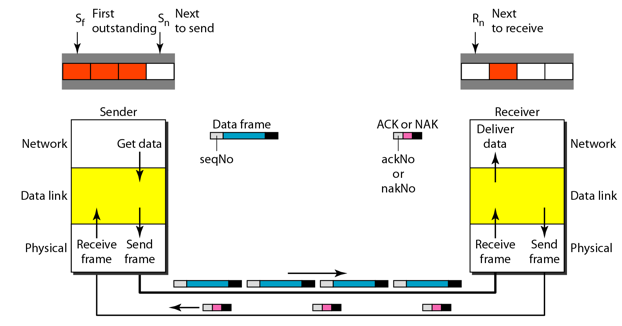 Sf First outstanding
Sn Next to send
Rn Next to receive
Sender
Data frame
ACK or NAK
Receiver
Network
Get data
seqNo
ackNo
or
nakNo
Deliver
data
Network
Data link
Data link
Physical
Receive
frame
Send
frame
Receive
frame
Send
frame
Physical